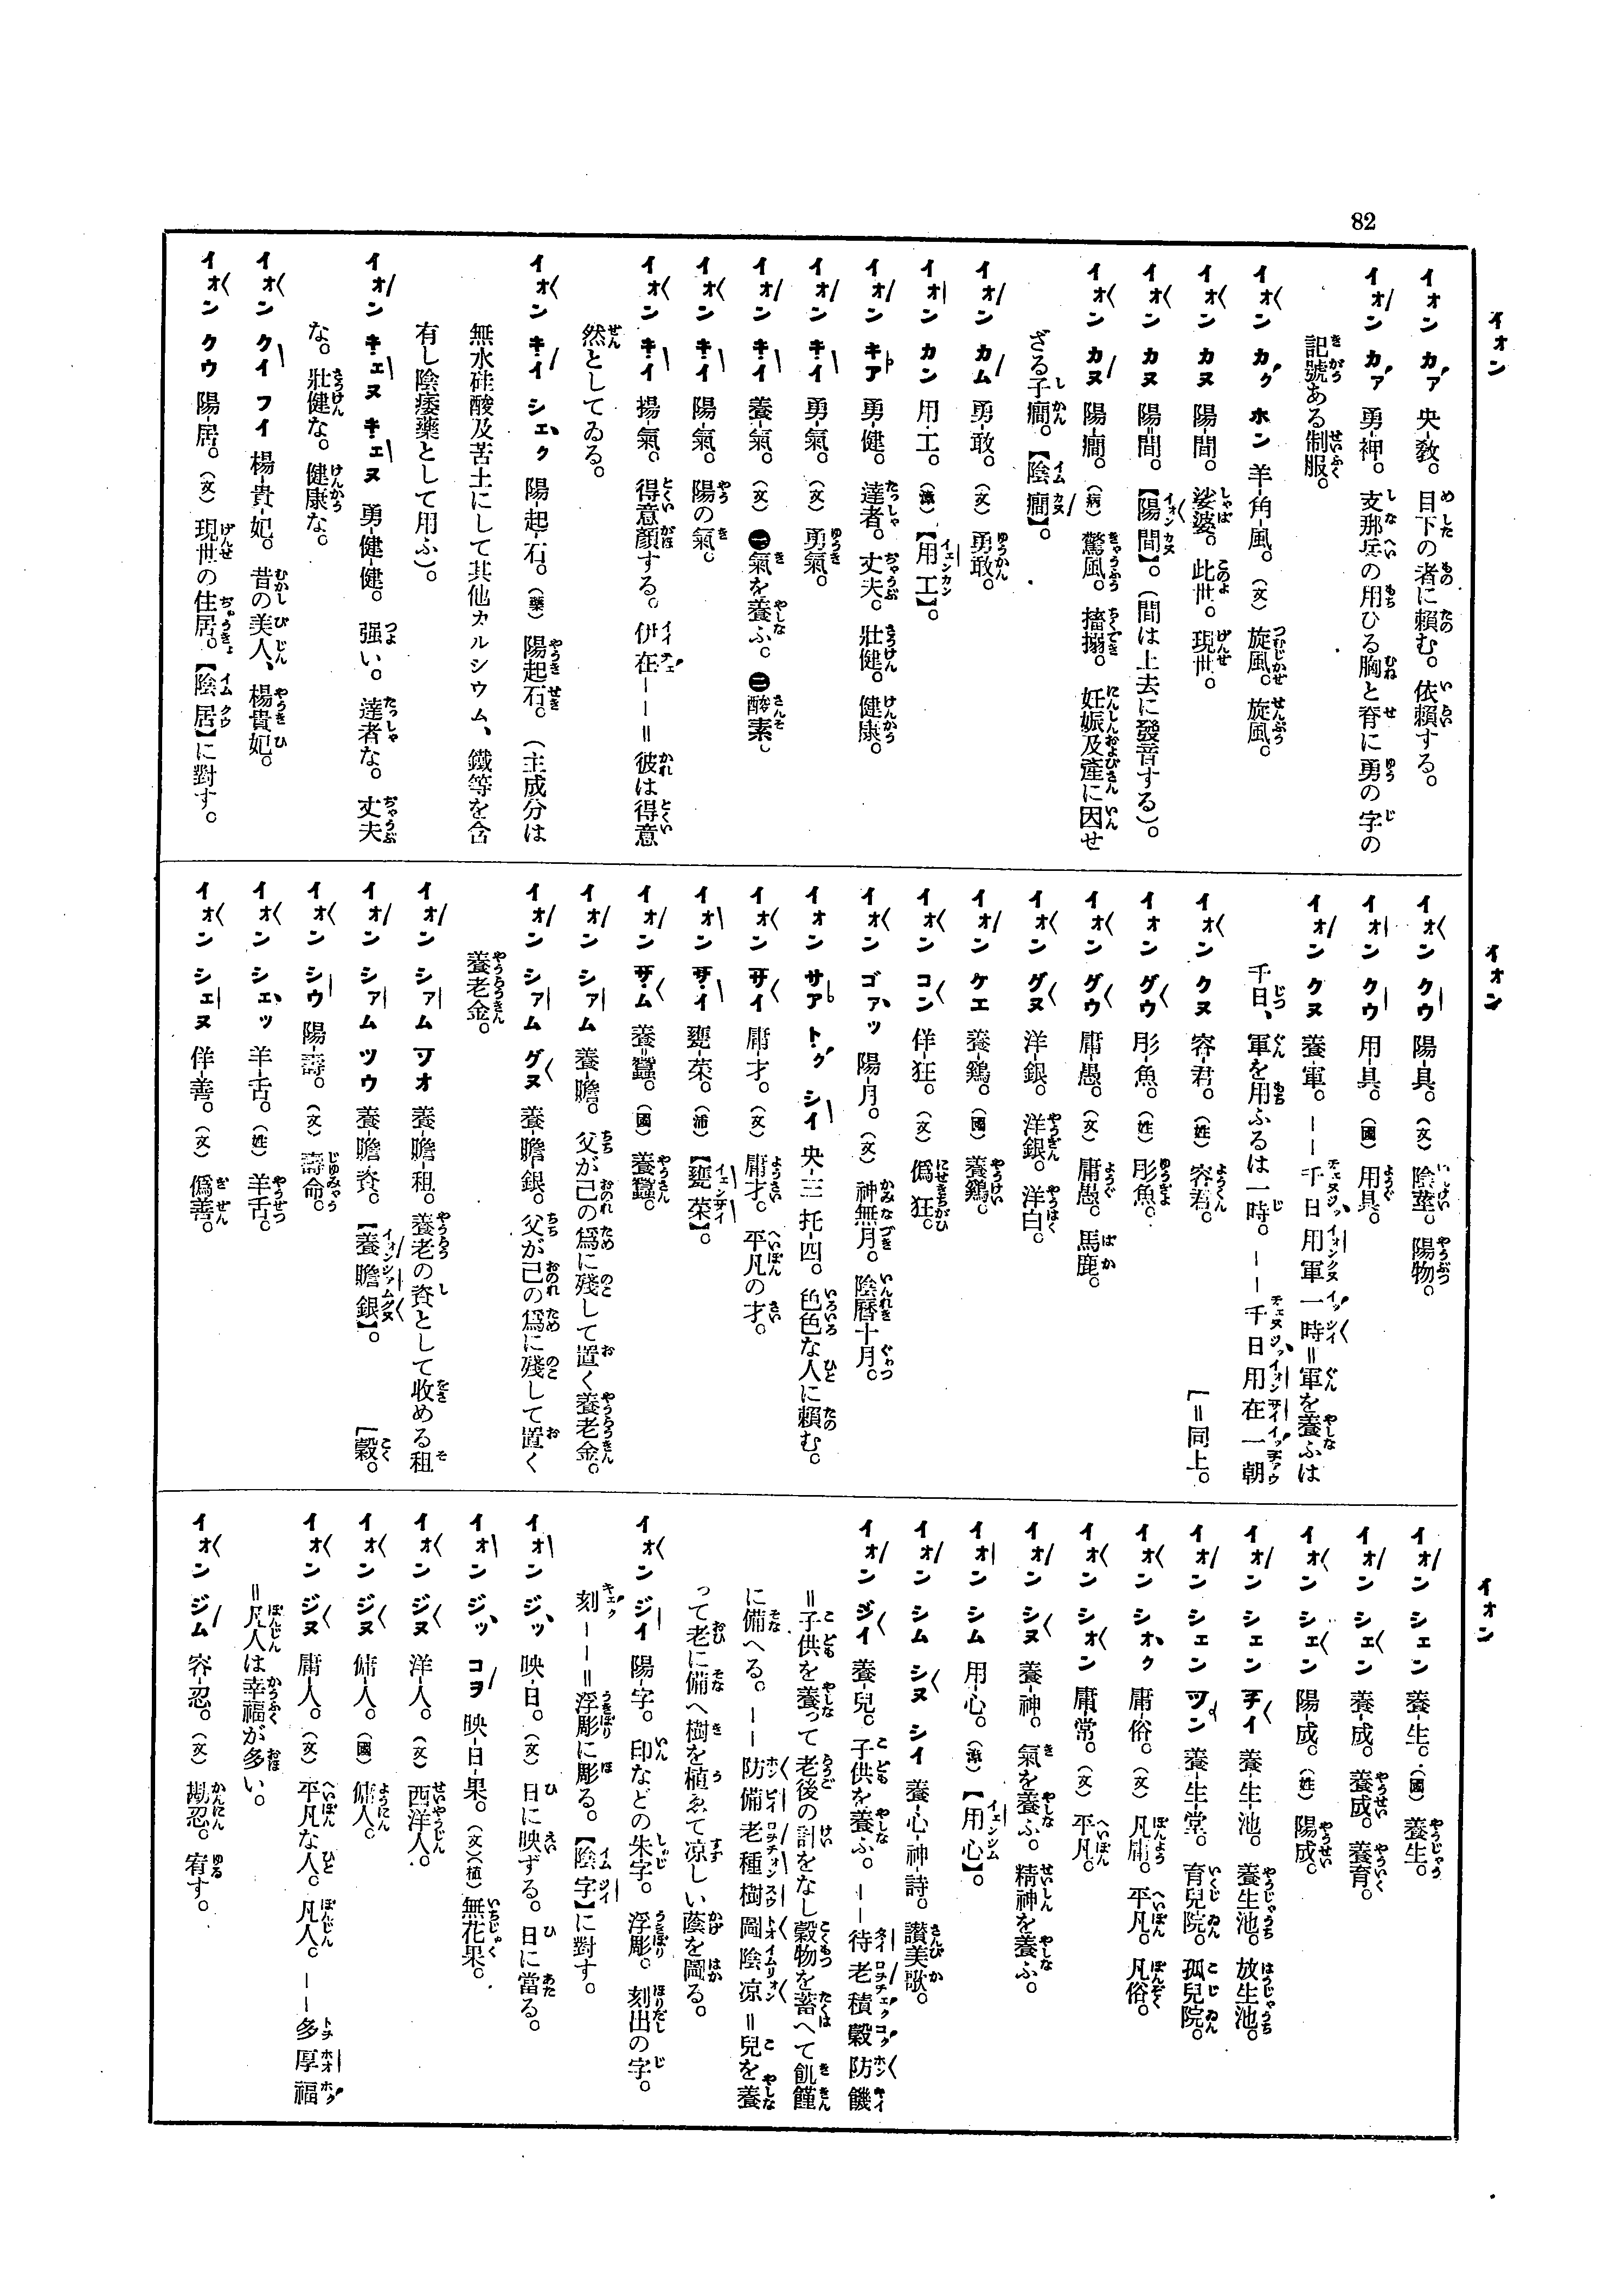 82
イオン
イオン カァ 央-敎。目下の者に賴む。依賴する。
イオン カァ 勇-押。支那兵の用ひる胸と脊に勇の字の
記號ある制服。
イオン カㇰ ホン 羊-角-風。(文) 旋風。旋風。
イオン カヌ 陽-間。娑婆。此世。現世。
イオン カヌ 陽=間。【陽間】。(間は上去に發音する)。
イオン カヌ 陽-癎。(病) 驚風。搐搦。妊娠及產に因せ
ざる子癎。【陰癎】。
イオン カム 勇-敢。(文) 勇敢。
イオン カン 用-工。(漳)【用工】。
イオン キア 勇-健。達者。丈夫。壯健。健康。
イオン キイ 勇-氣。(文) 勇氣。
イオン キイ 養-氣。(文) ㊀氣を養ふ。㊁酸素。
イオン キイ 陽-氣。陽の氣。
イオン キイ 揚-氣。得意顏する。伊在——=彼は得意
然としてゐる。
イオン キイ シェㇰ 陽-起-石。(藥) 陽起石。(主成分は
無水硅酸及苦土にして其他カルシウム、鐵等を含
有し陰痿藥として用ふ)。
イオン キェヌ キェヌ 勇-健-健。强い。達者な。丈夫
な。壯健な。健康な。
イオン クイ フイ 楊-貴-妃。昔の美人、楊貴妃。
イオン クウ 陽-居。(文) 現世の住居。【陰居】に對す。
イオン
イオン クウ 陽-具。(文) 陰莖。陽物。
イオン クウ 用-具。(國) 用具。
イオン クヌ 養-軍。——千日用軍一時=軍を養ふは
千日、軍を用ふるは一時。——千日用在一朝
[=同上。
イオン クヌ 容-君。(姓) 容君。
イオン グウ 肜-魚。(姓) 肜魚。
イオン グウ 庸-愚。(文) 庸愚。馬鹿。
イオン グヌ 洋-銀。洋銀。洋白。
イオン ケエ 養-鷄。(國) 養鷄。
イオン コン 佯-狂。(文) 僞狂。
イオン ゴァッ 陽-月。(文) 神無月。陰曆十月。
イオン サア トㇰ シイ 央-三 托-四。色色な人に賴む。
イオン サイ 庸-才。(文) 庸才。平凡の才。
イオン サイ 甕-菜。(漳)【甕菜】。
イオン サム 養=蠶。(國) 養蠶。
イオン シァム 養-贍。父が己の爲に殘して置く養老金。
イオン シァム グヌ 養-贍-銀。父が己の爲に殘して置く
養老金。
イオン シァム ソオ 養-贍-租。養老の資として收める租
[穀。
イオン シァム ツウ 養-贍-資。【養贍銀】。
イオン シウ 陽-壽。(文) 壽命。
イオン シェッ 羊-舌。(姓) 羊舌。
イオン シェヌ 佯-善。(文) 僞善。
イオン
イオン シェン 養-生。(國) 養生。
イオン シェン 養-成。養成。養育。
イオン シェン 陽-成。(姓) 陽成。
イオン シェン チイ 養-生-池。養生池。放生池。
イオン シェン ツン 養-生-堂。育兒院。孤兒院。
イオン シオㇰ 庸-俗。(文) 凡庸。平凡。凡俗。
イオン シオン 庸-常。(文) 平凡。
イオン シヌ 養-神。氣を養ふ。精神を養ふ。
イオン シム 用-心。(漳)【用心】。
イオン シム シヌ シイ 養-心-神-詩。讃美歌。
イオン ジイ 養-兒。子供を養ふ。——待老積穀防饑
=子供を養って老後の計をなし穀物を蓄へて飢饉
に備へる。——防備老種樹圖陰凉=兒を養
って老に備へ樹を植ゑて凉しい蔭を圖る。
イオン ジイ 陽-字。印などの朱字。浮彫。刻出の字。
刻——=浮彫に彫る。【陰字】に對す。
イオン ジッ 映-日。(文) 日に映ずる。日に當る。
イオン ジッ コヲ 映-日-果。(文)(植) 無花果。
イオン ジヌ 洋-人。(文) 西洋人。
イオン ジヌ 傭-人。(國) 傭人。
イオン ジヌ 庸-人。(文) 平凡な人。凡人。——多厚福
=凡人は幸福が多い。
イオン ジム 容-忍。(文) 勘忍。宥す。